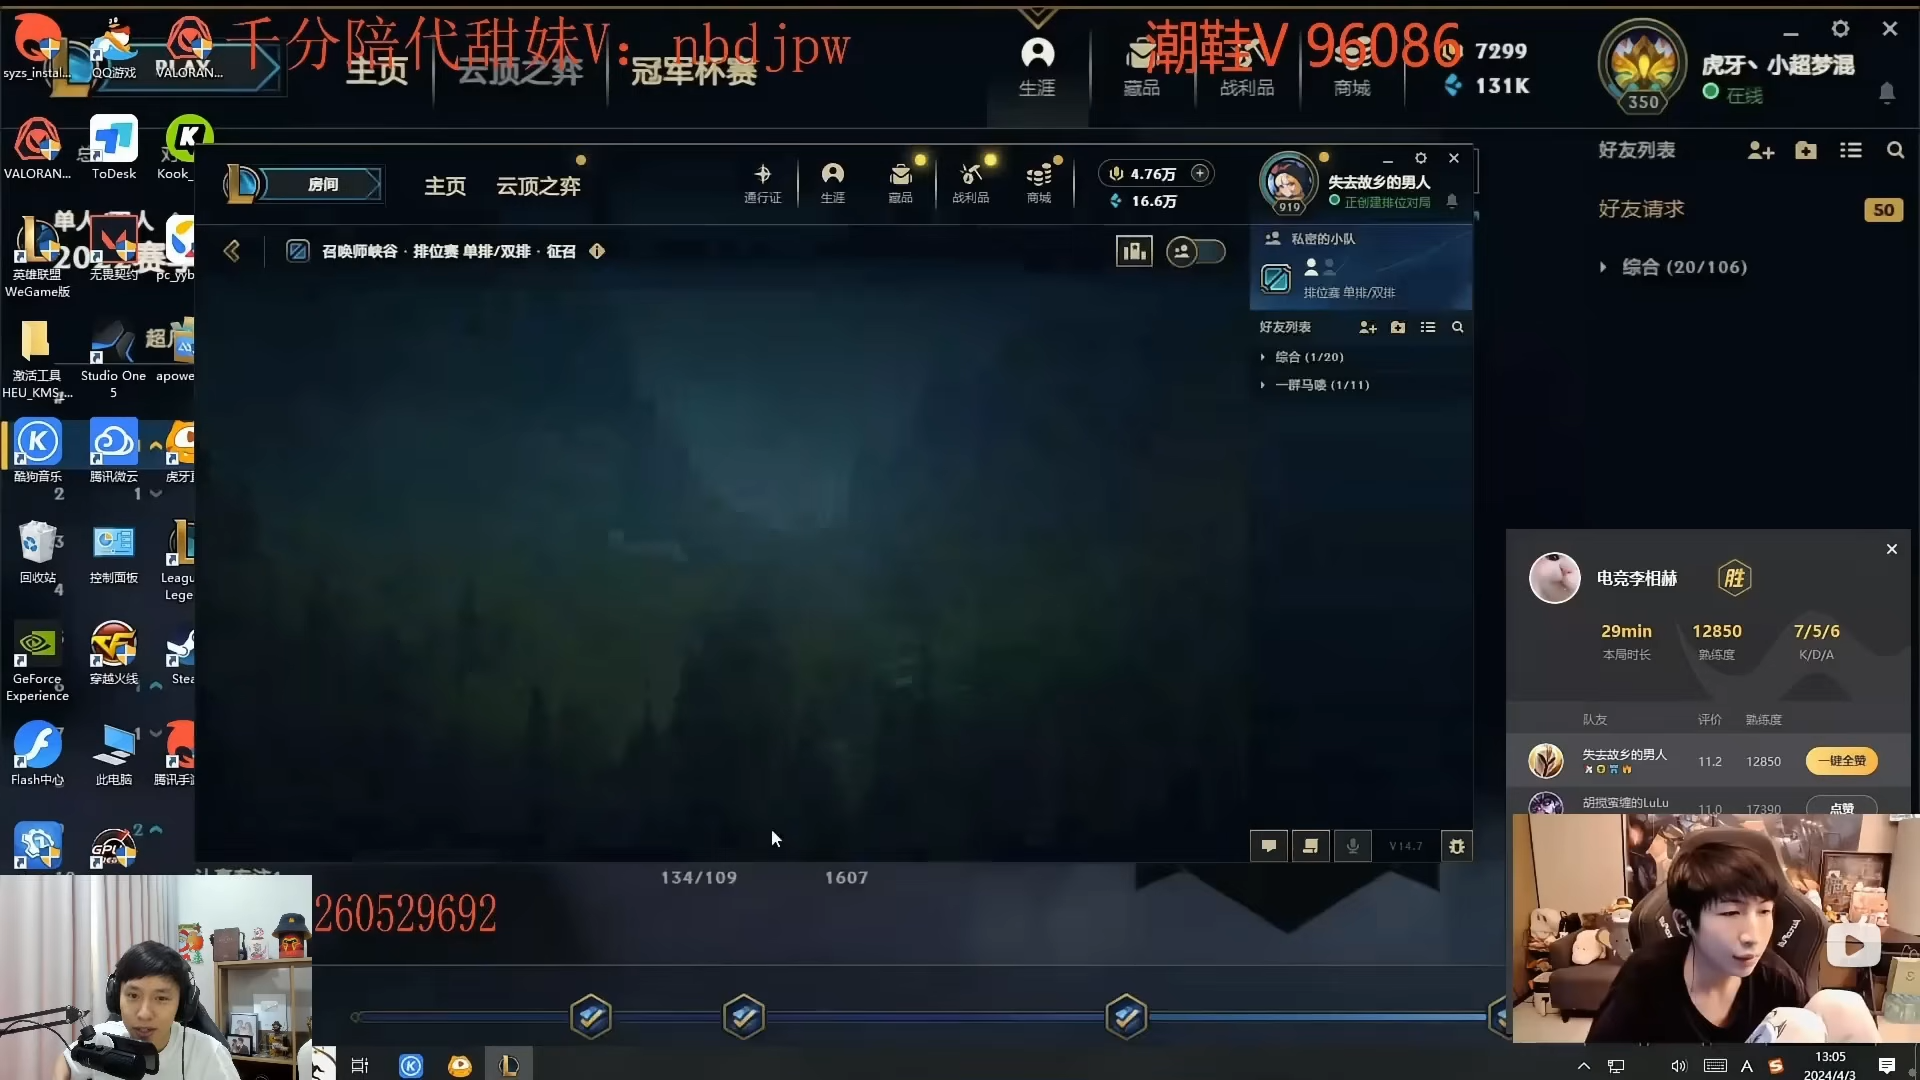 千分陪代甜妹V：nbdjpw
潮鞋V 96086
PLAY
主页
云顶之弈
冠军杯赛
生涯
藏品
战利品
商城
7299
131K
350
虎牙丶小超梦混
在线
syzs_instal...
QQ游戏
VALORAN...
VALORAN...
ToDesk
Kook_
好友列表
好友请求
50
综合 (20/106)
房间
主页
云顶之弈
通行证
生涯
藏品
战利品
商城
4.76万
16.6万
919
失去故乡的男人
正创建排位对局
召唤师峡谷 · 排位赛 单排/双排 · 征召
私密的小队
排位赛 单排/双排
好友列表
综合 (1/20)
一群马喽 (1/11)
英雄联盟
WeGame版
无畏契约
pc_yyb
激活工具
HEU_KMS_...
Studio One
5
apowe
酷狗音乐
腾讯微云
虎牙直
2
1
回收站
控制面板
Leagu
Lege
3
4
GeForce
Experience
穿越火线
Stea
Flash中心
此电脑
腾讯手游
2
V14.7
134/109
1607
260529692
电竞李相赫
胜
29min
12850
7/5/6
本局时长
熟练度
K/D/A
队友
评价
熟练度
失去故乡的男人
11.2
12850
一键全赞
胡搅蛮缠的LuLu
11.0
17390
点赞
13:05
2024/4/3